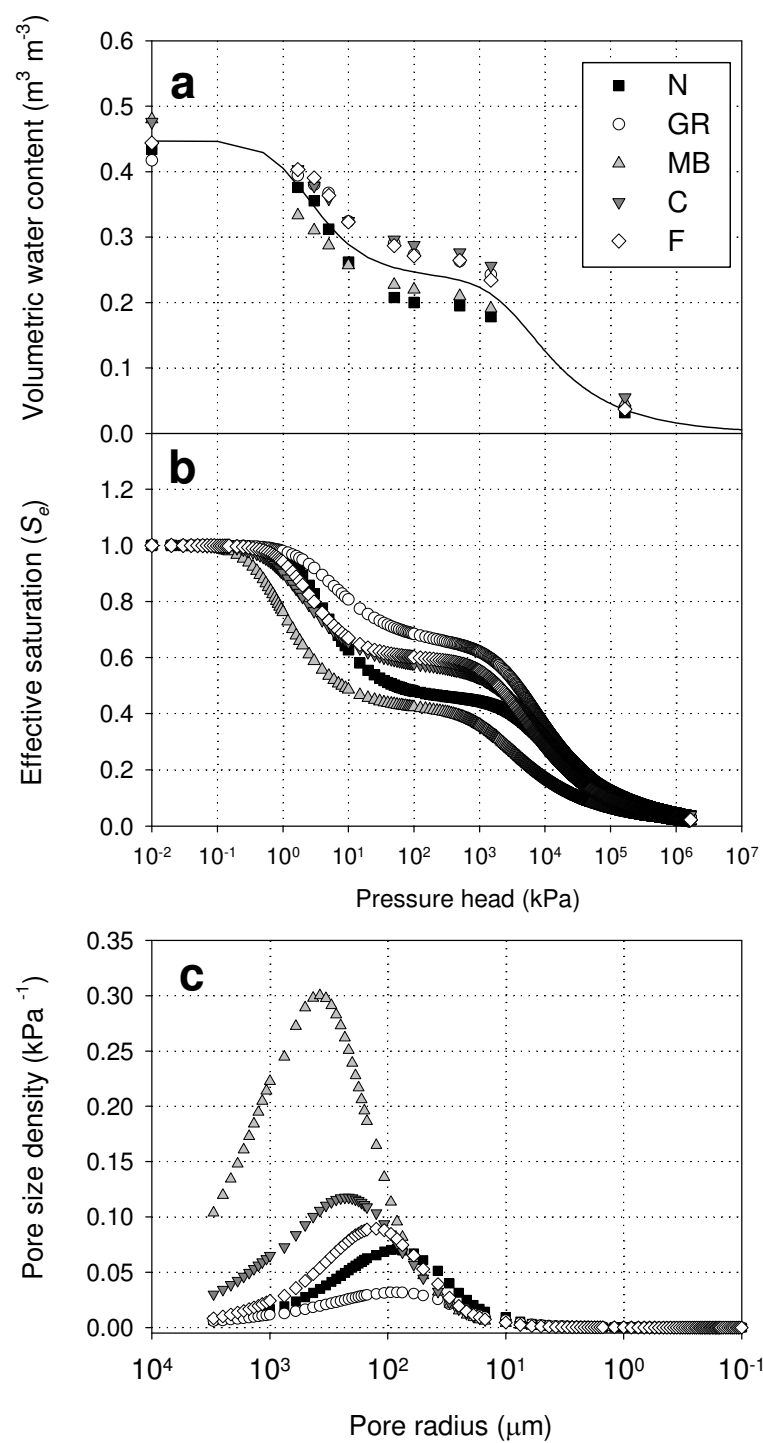 a
0.6
0.5
0.4
0.3
0.2
0.1
0.0
Volumetric water content (m³ m⁻³)
N
GR
MB
C
F
b
1.2
1.0
0.8
0.6
0.4
0.2
0.0
Effective saturation (Sₑ)
10⁻² 10⁻¹ 10⁰ 10¹ 10² 10³ 10⁴ 10⁵ 10⁶ 10⁷
Pressure head (kPa)
c
0.35
0.30
0.25
0.20
0.15
0.10
0.05
0.00
Pore size density (kPa⁻¹)
10⁴ 10³ 10² 10¹ 10⁰ 10⁻¹
Pore radius (μm)